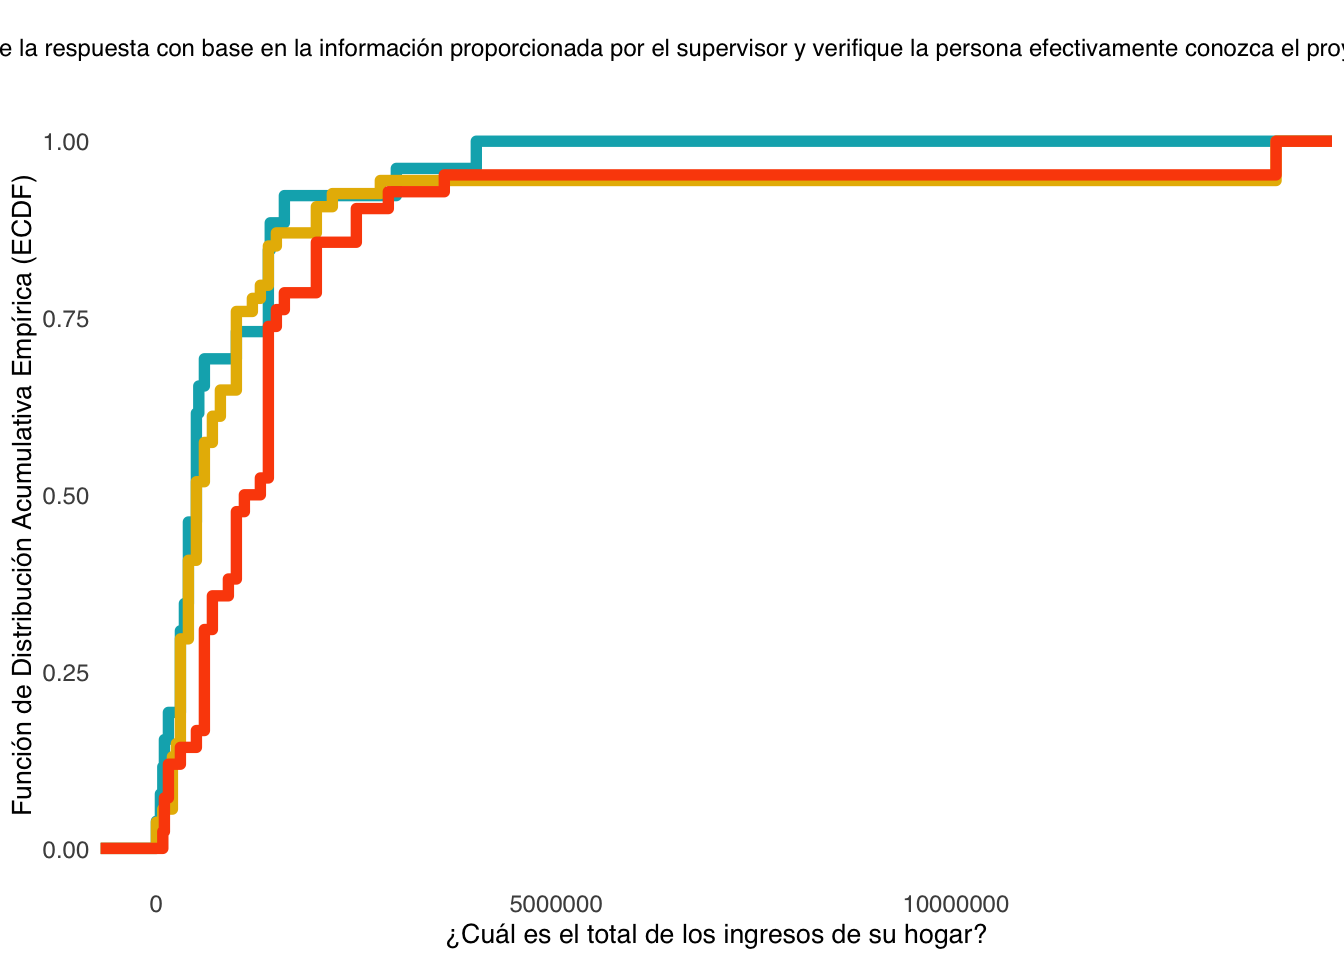 e la respuesta con base en la información proporcionada por el supervisor y verifique la persona efectivamente conozca el proy
1.00
0.75
0.50
0.25
0.00
Función de Distribución Acumulativa Empírica (ECDF)
0 5000000 10000000
¿Cuál es el total de los ingresos de su hogar?